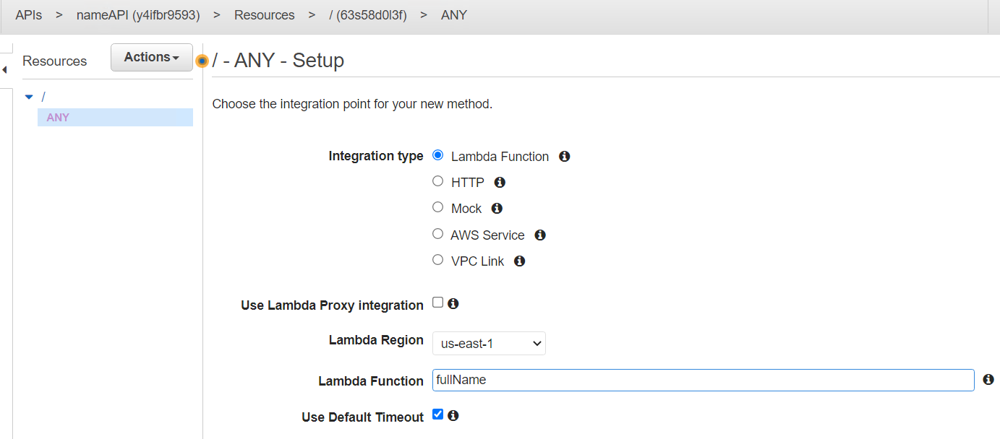 APIs > nameAPI (y4ifbr9593) > Resources > / (63s58d0l3f) > ANY
Resources
Actions
/ - ANY - Setup
/
ANY
Choose the integration point for your new method.
Integration type Lambda Function
HTTP
Mock
AWS Service
VPC Link
Use Lambda Proxy integration
Lambda Region us-east-1
Lambda Function fullName
Use Default Timeout